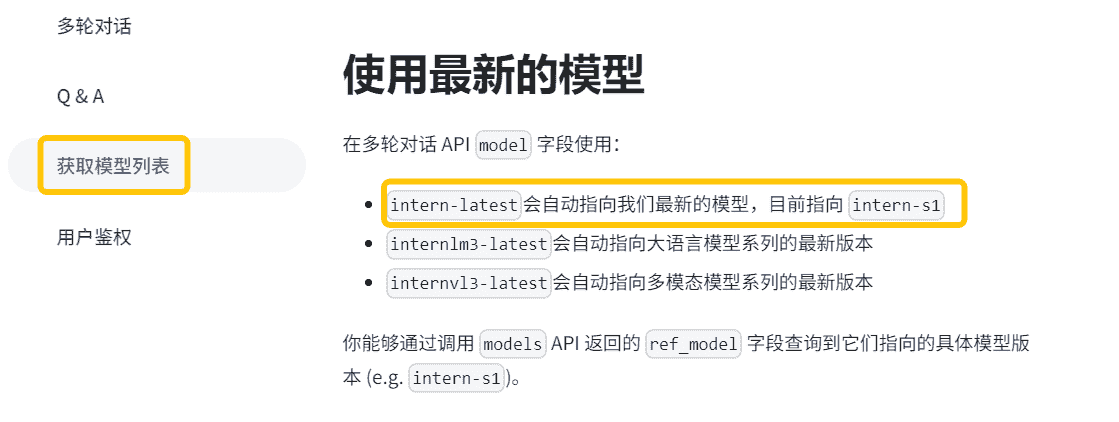 多轮对话
Q & A
获取模型列表
用户鉴权
使用最新的模型
在多轮对话 API model 字段使用：
intern-latest会自动指向我们最新的模型，目前指向 intern-s1
internlm3-latest会自动指向大语言模型系列的最新版本
internvl3-latest会自动指向多模态模型系列的最新版本
你能够通过调用 models API 返回的 ref_model 字段查询到它们指向的具体模型版
本 (e.g. intern-s1)。